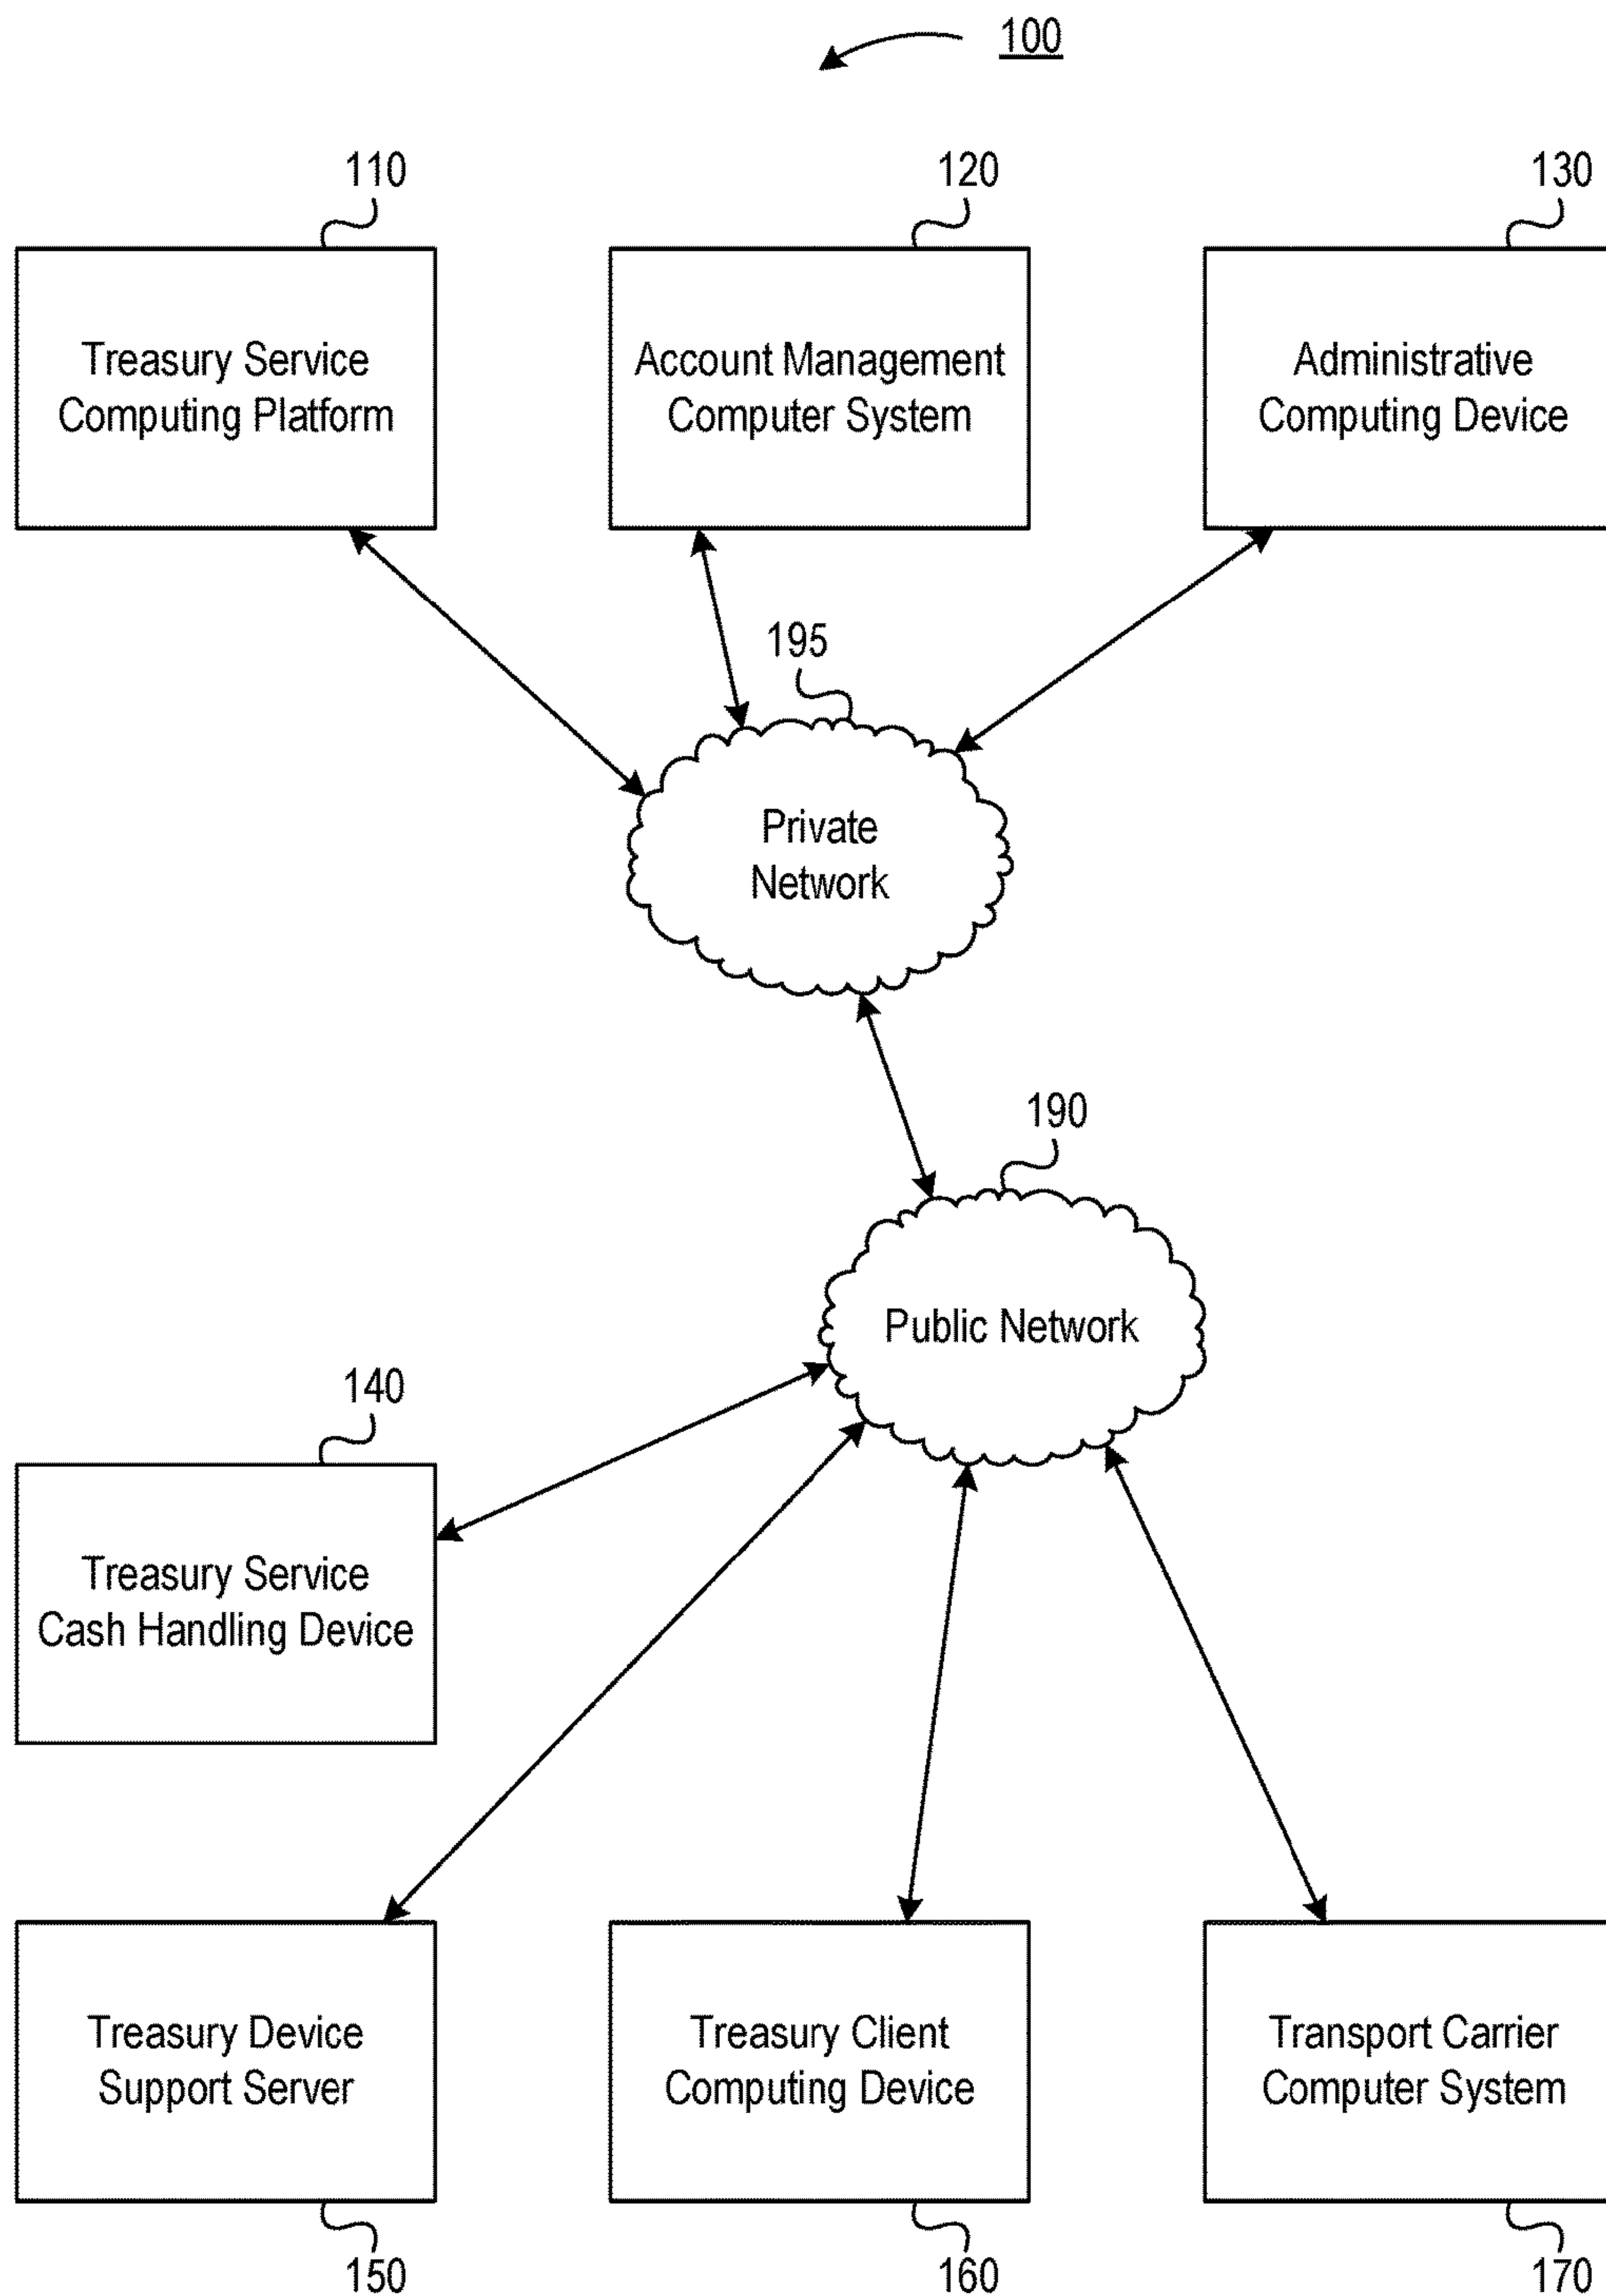 100
110
120
130
Treasury Service
Computing Platform
Account Management
Computer System
Administrative
Computing Device
195
Private
Network
190
Public Network
140
Treasury Service
Cash Handling Device
Treasury Device
Support Server
Treasury Client
Computing Device
Transport Carrier
Computer System
150
160
170